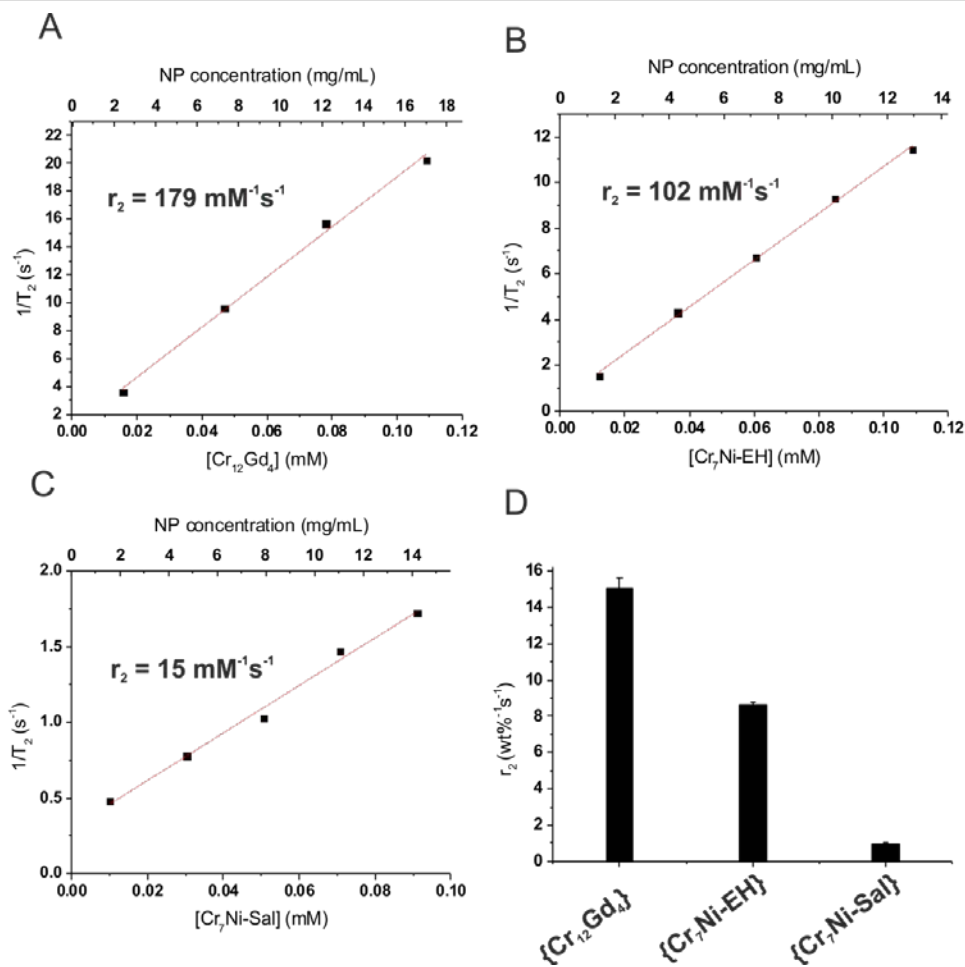 A
NP concentration (mg/mL)
0 2 4 6 8 10 12 14 16 18
22
20
18
16
14
12
10
8
6
4
2
1/T₂ (s⁻¹)
r₂ = 179 mM⁻¹s⁻¹
0.00 0.02 0.04 0.06 0.08 0.10 0.12
[Cr₁₂Gd₄] (mM)
B
NP concentration (mg/mL)
0 2 4 6 8 10 12 14
12
10
8
6
4
2
0
1/T₂ (s⁻¹)
r₂ = 102 mM⁻¹s⁻¹
0.00 0.02 0.04 0.06 0.08 0.10 0.12
[Cr₇Ni-EH] (mM)
C
NP concentration (mg/mL)
0 2 4 6 8 10 12 14
2.0
1.5
1.0
0.5
0.0
1/T₂ (s⁻¹)
r₂ = 15 mM⁻¹s⁻¹
0.00 0.02 0.04 0.06 0.08 0.10
[Cr₇Ni-Sal] (mM)
D
16
14
12
10
8
6
4
2
0
r₂ (wt%⁻¹s⁻¹)
{Cr₁₂Gd₄}
{Cr₇Ni-EH}
{Cr₇Ni-Sal}